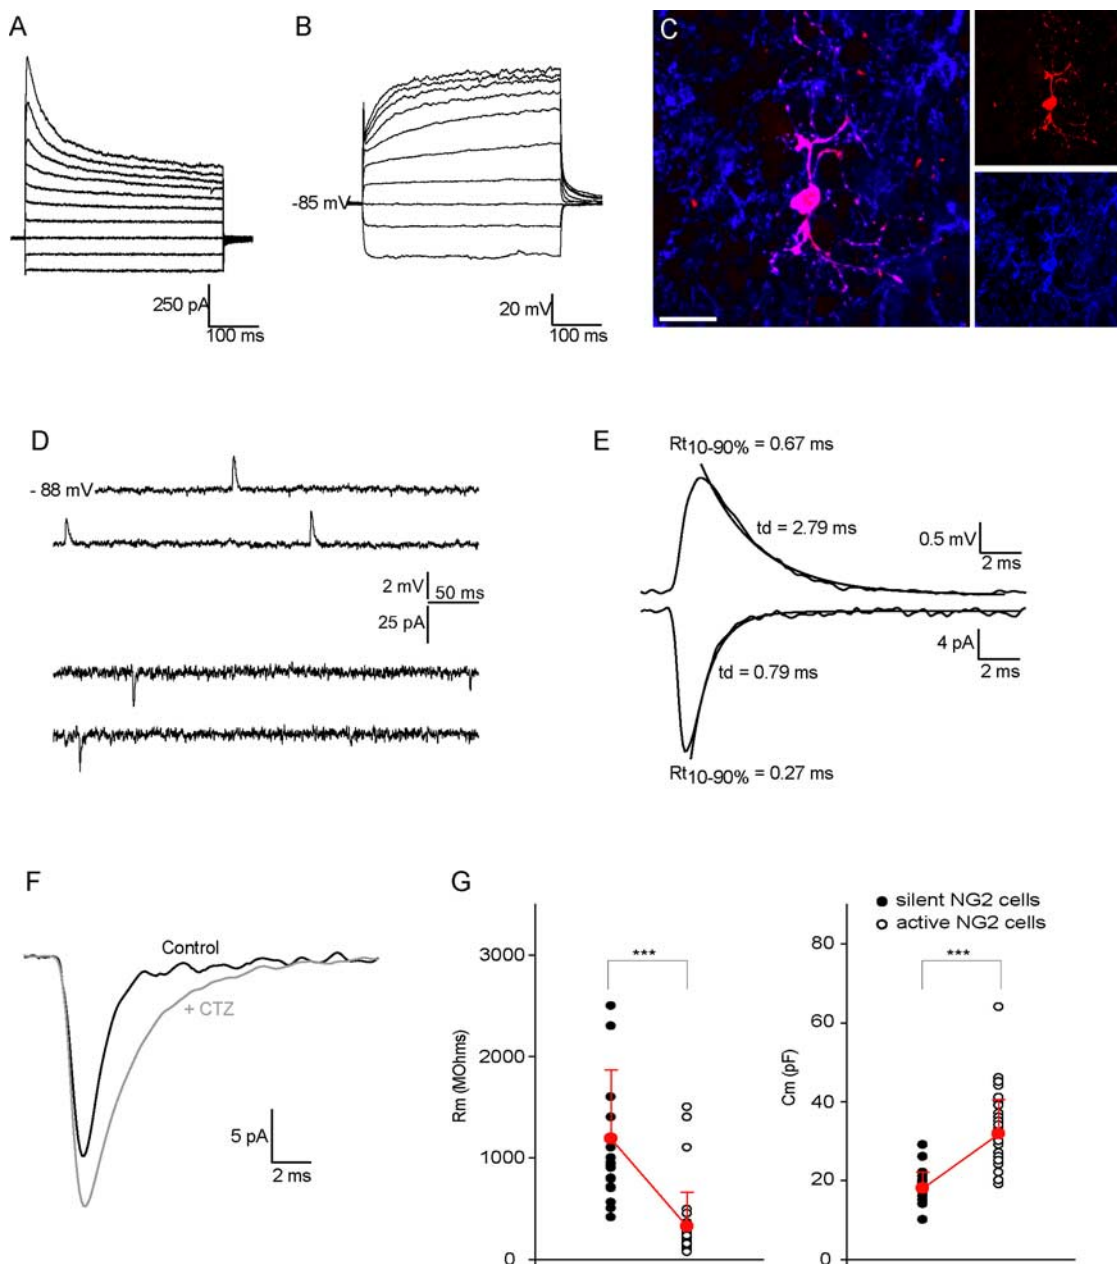 A
250 pA
100 ms
B
-85 mV
20 mV
100 ms
C
D
- 88 mV
2 mV
50 ms
25 pA
E
Rt10-90% = 0.67 ms
td = 2.79 ms
0.5 mV
2 ms
4 pA
2 ms
td = 0.79 ms
Rt10-90% = 0.27 ms
F
Control
+ CTZ
5 pA
2 ms
G
silent NG2 cells
active NG2 cells
***
3000
2000
1000
0
Rm (MOhms)
***
80
60
40
20
0
Cm (pF)